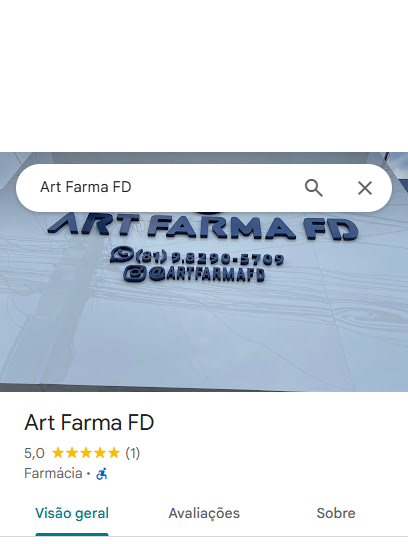 Art Farma FD
ART FARMA FD
(81) 9.8290-5709
@ARTFARMAFD
Art Farma FD
5,0 ★★★★★ (1)
Farmácia ·
Visão geral Avaliações Sobre